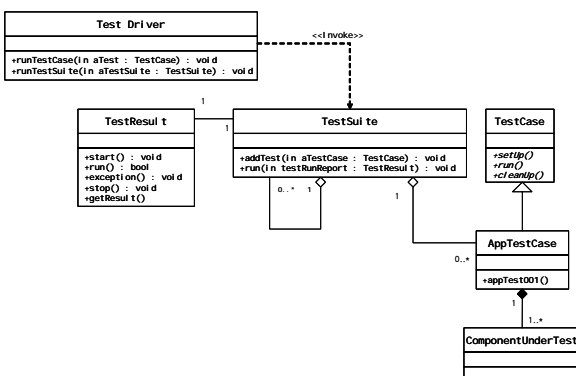 Test Driver
+runTestCase(in aTest : TestCase) : void
+runTestSuite(in aTestSuite : TestSuite) : void
<<Invoke>>
1
1
TestResult
+start() : void
+run() : bool
+exception() : void
+stop() : void
+getResult()
TestSuite
+addTest(in aTestCase : TestCase) : void
+run(in testRunReport : TestResult) : void
TestCase
+setUp()
+run()
+cleanUp()
0..*
1
1
0..*
AppTestCase
+appTest001()
1
1..*
ComponentUnderTest